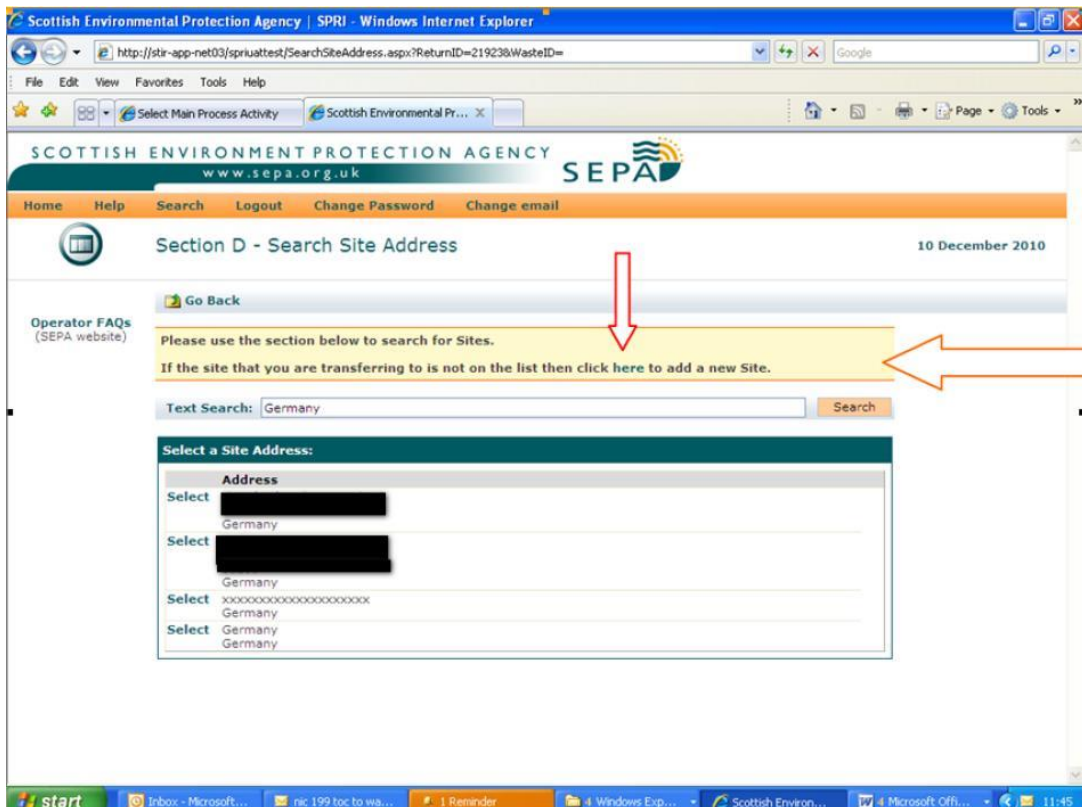 Scottish Environmental Protection Agency | SPRI - Windows Internet Explorer
http://stir-app-net03/spriuattest/SearchSiteAddress.aspx?ReturnID=21923&WasteID=
Google
File Edit View Favorites Tools Help
Select Main Process Activity
Scottish Environmental Pr...
Page
Tools
SCOTTISH ENVIRONMENT PROTECTION AGENCY
www.sepa.org.uk
SEPA
Home Help Search Logout Change Password Change email
Section D - Search Site Address
10 December 2010
Go Back
Operator FAQs
(SEPA website)
Please use the section below to search for Sites.
If the site that you are transferring to is not on the list then click here to add a new Site.
Text Search: Germany
Search
Select a Site Address:
Address
Select
Germany
Select
Germany
Select xxxxxxxxxxxxxxxxxxxxx
Germany
Select Germany
Germany
start
Inbox - Microsoft...
nic 199 toc to wa...
1 Reminder
4 Windows Exp...
Scottish Environ...
4 Microsoft Offi...
11:45